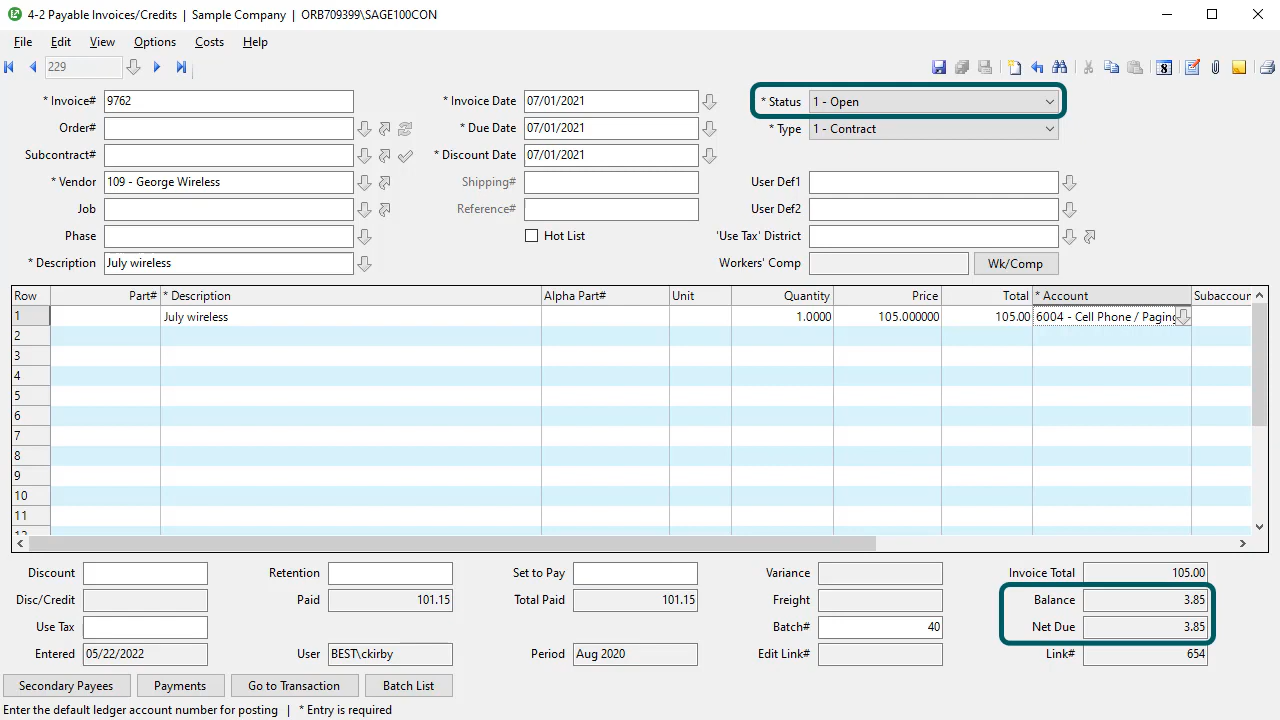 4-2 Payable Invoices/Credits | Sample Company | ORB709399\SAGE100CON
File Edit View Options Costs Help
229 8
* Invoice# 9762 * Invoice Date 07/01/2021 * Status 1 - Open
Order# * Due Date 07/01/2021 * Type 1 - Contract
Subcontract# * Discount Date 07/01/2021
* Vendor 109 - George Wireless Shipping# User Def1
Job Reference# User Def2
Phase Hot List 'Use Tax' District
* Description July wireless Workers' Comp Wk/Comp
Row Part# * Description Alpha Part# Unit Quantity Price Total * Account Subaccoun
1 July wireless 1.0000 105.000000 105.00 6004 - Cell Phone / Paging
2
3
4
5
6
7
8
9
10
11
12
Discount Retention Set to Pay Variance Invoice Total 105.00
Disc/Credit Paid 101.15 Total Paid 101.15 Freight Balance 3.85
Use Tax Batch# 40 Net Due 3.85
Entered 05/22/2022 User BEST\ckirby Period Aug 2020 Edit Link# Link# 654
Secondary Payees Payments Go to Transaction Batch List
Enter the default ledger account number for posting | * Entry is required